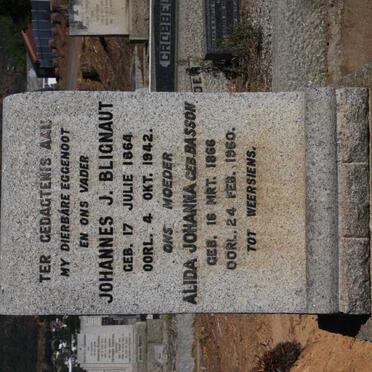 TER GEDAGTENIS AAN
MY DIERBARE EGGENOOT
EN ONS VADER
JOHANNES J. BLIGNAUT
GEB. 17 JULIE 1864
OORL. 4 OKT. 1942.
ONS MOEDER
ALIDA JOHANNA GEB. BASSON
GEB. 16 MRT. 1866
OORL. 24 FEB. 1960.
TOT WEERSIENS.